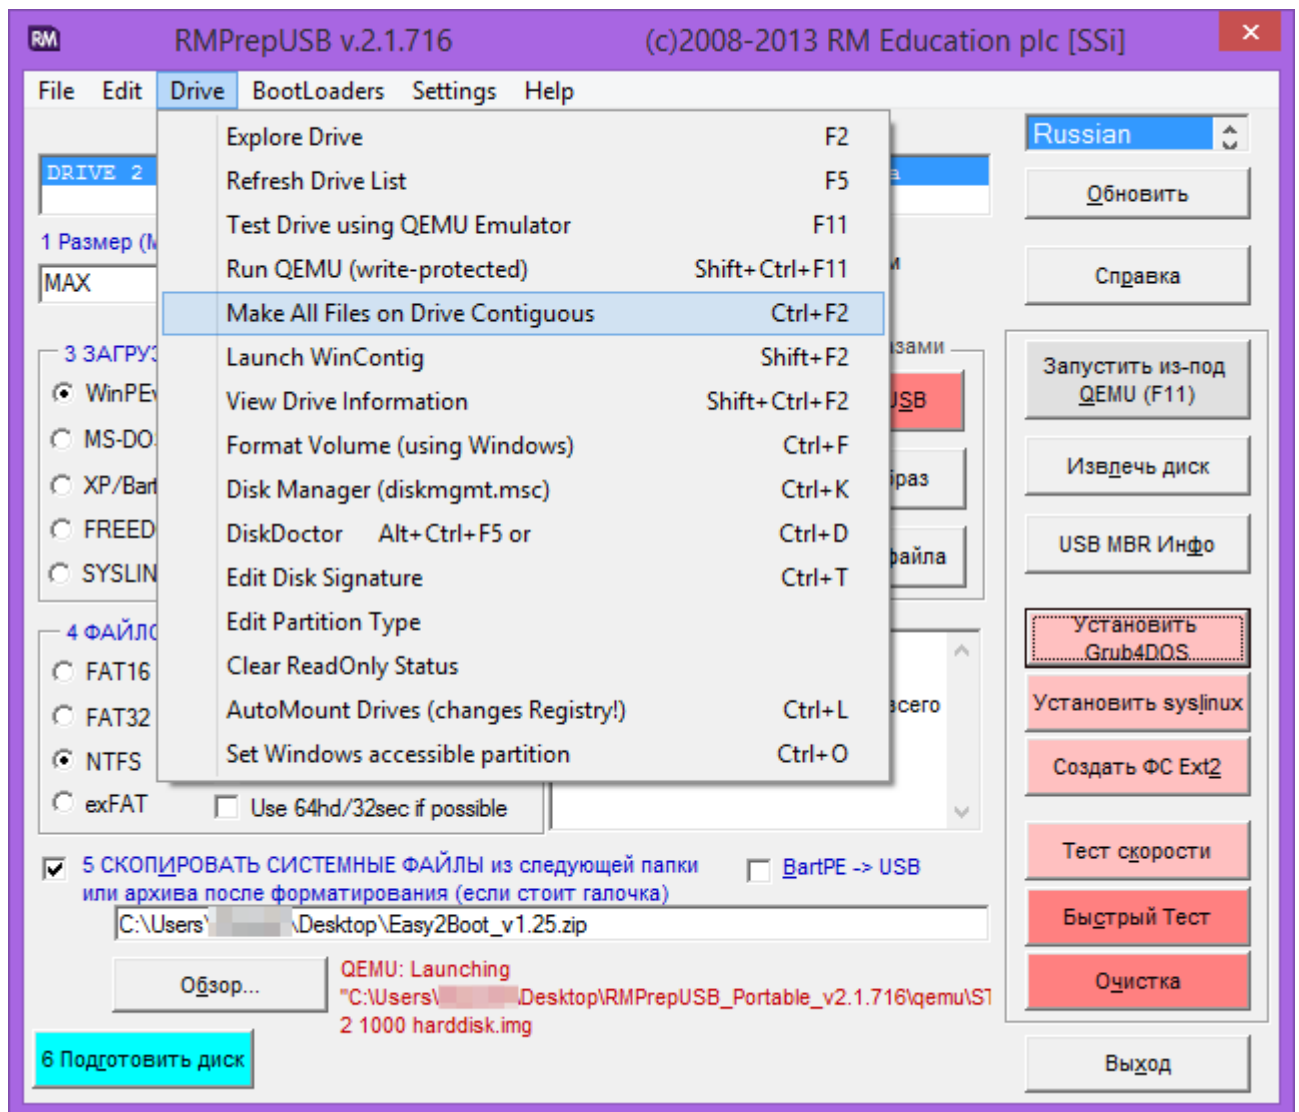 RM RMPrepUSB v.2.1.716 (c)2008-2013 RM Education plc [SSi]
File Edit Drive BootLoaders Settings Help
Explore Drive F2
Refresh Drive List F5
Test Drive using QEMU Emulator F11
Run QEMU (write-protected) Shift+Ctrl+F11
Make All Files on Drive Contiguous Ctrl+F2
Launch WinContig Shift+F2
View Drive Information Shift+Ctrl+F2
Format Volume (using Windows) Ctrl+F
Disk Manager (diskmgmt.msc) Ctrl+K
DiskDoctor Alt+Ctrl+F5 or Ctrl+D
Edit Disk Signature Ctrl+T
Edit Partition Type
Clear ReadOnly Status
AutoMount Drives (changes Registry!) Ctrl+L
Set Windows accessible partition Ctrl+O
DRIVE 2
1 Размер (
MAX
3 ЗАГРУЗ
WinPEv
MS-DO
XP/Bart
FREED
SYSLIN
4 ФАЙЛО
FAT16
FAT32
NTFS
exFAT
Use 64hd/32sec if possible
зами
USB
браз
файла
всего
Russian
Обновить
Справка
Запустить из-под
QEMU (F11)
Извлечь диск
USB MBR Инфо
Установить
Grub4DOS
Установить syslinux
Создать ФС Ext2
Тест скорости
Быстрый Тест
Очистка
Выход
5 СКОПИРОВАТЬ СИСТЕМНЫЕ ФАЙЛЫ из следующей папки
или архива после форматирования (если стоит галочка)
BartPE -> USB
C:\Users\ \Desktop\Easy2Boot_v1.25.zip
Обзор...
QEMU: Launching
"C:\Users\ \Desktop\RMPrepUSB_Portable_v2.1.716\qemu\ST
2 1000 harddisk.img
6 Подготовить диск